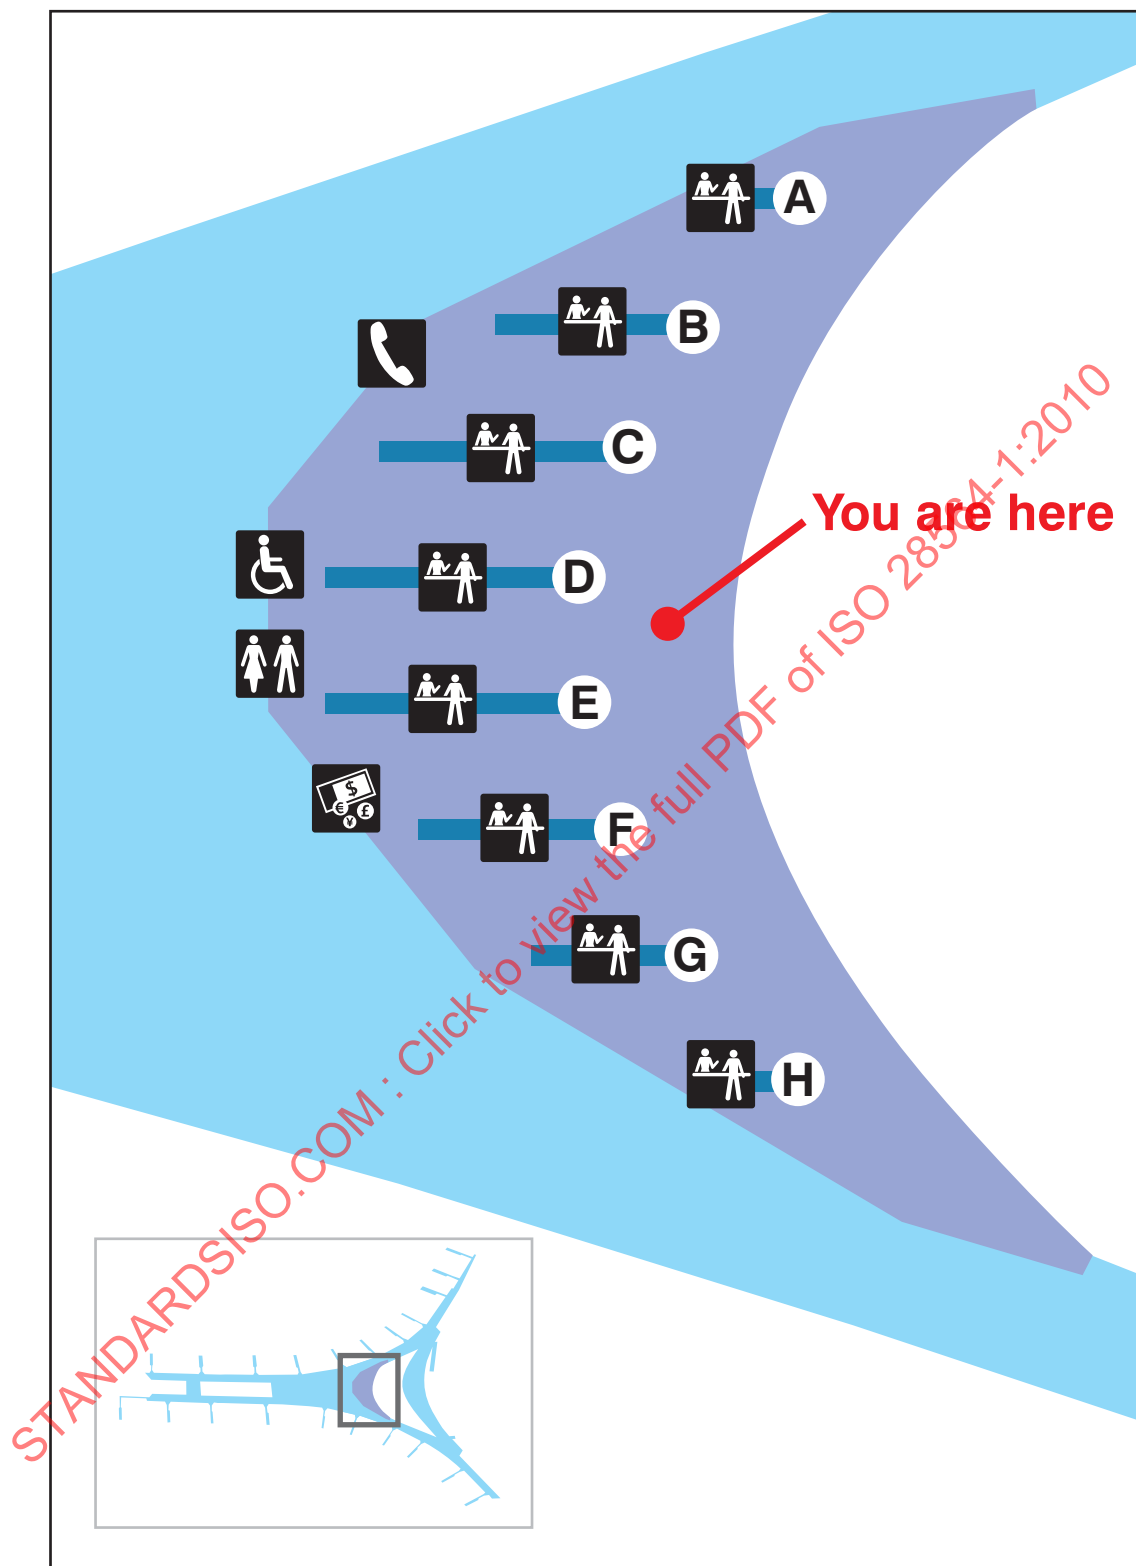 A
B
C
You are here
D
E
$
€
£
¥
F
G
H
STANDARDSISO.COM : Click to view the full PDF of ISO 28564-1:2010